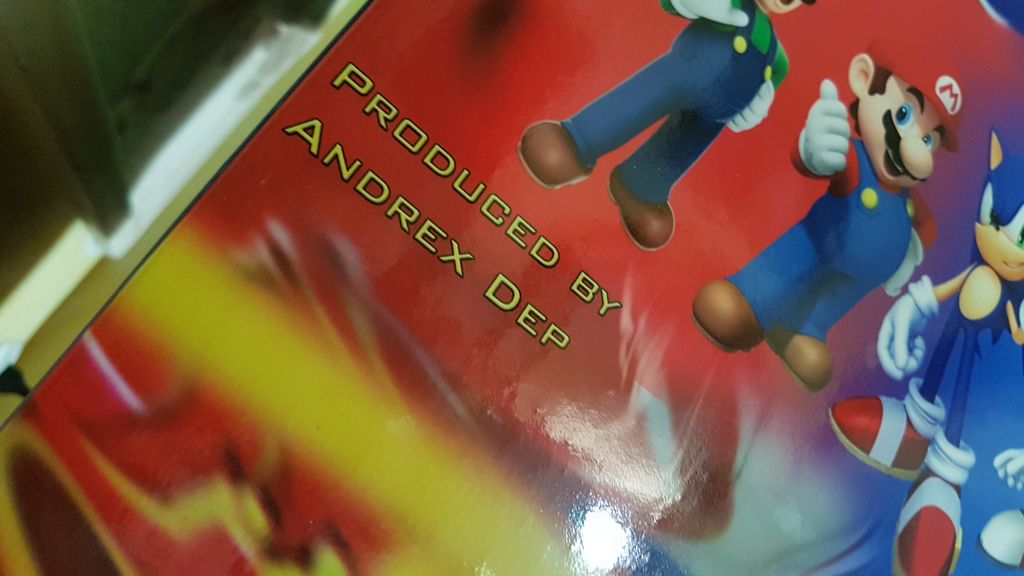 Produced by
Andrex Dep
M